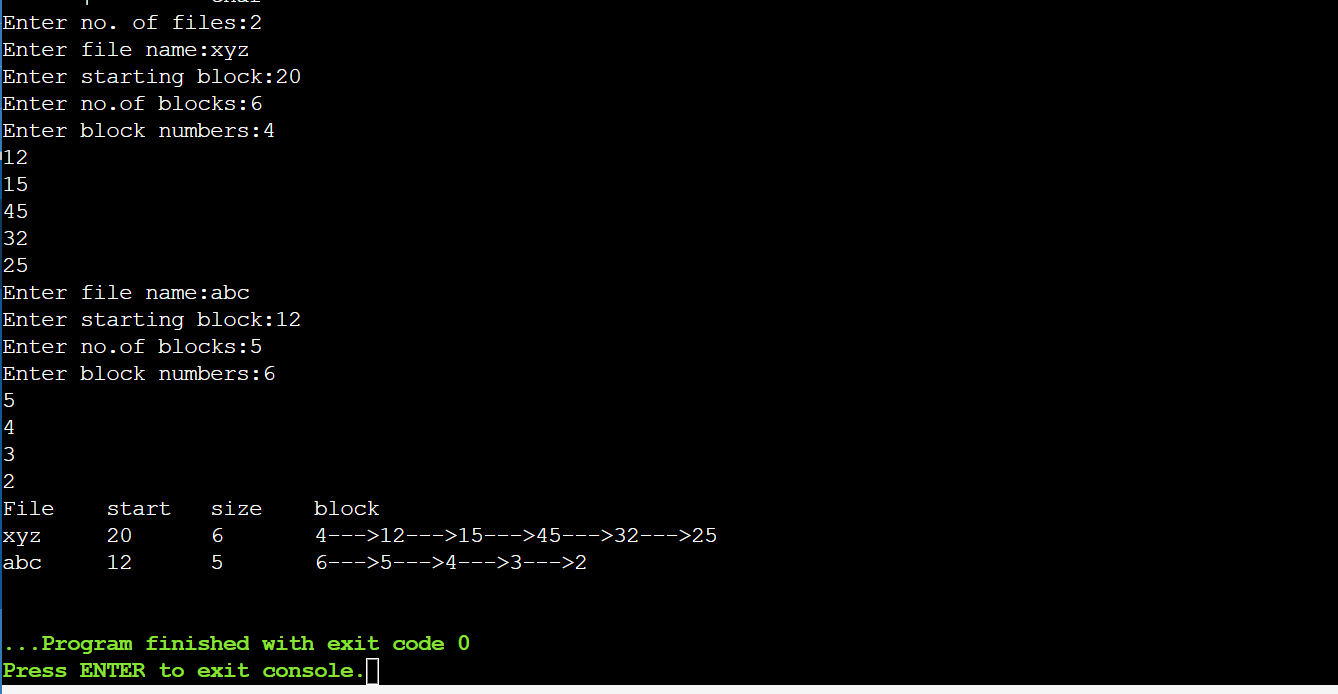 Enter no. of files:2
Enter file name:xyz
Enter starting block:20
Enter no.of blocks:6
Enter block numbers:4
12
15
45
32
25
Enter file name:abc
Enter starting block:12
Enter no.of blocks:5
Enter block numbers:6
5
4
3
2
File start size block
xyz 20 6 4--->12--->15--->45--->32--->25
abc 12 5 6--->5--->4--->3--->2
...Program finished with exit code 0
Press ENTER to exit console.